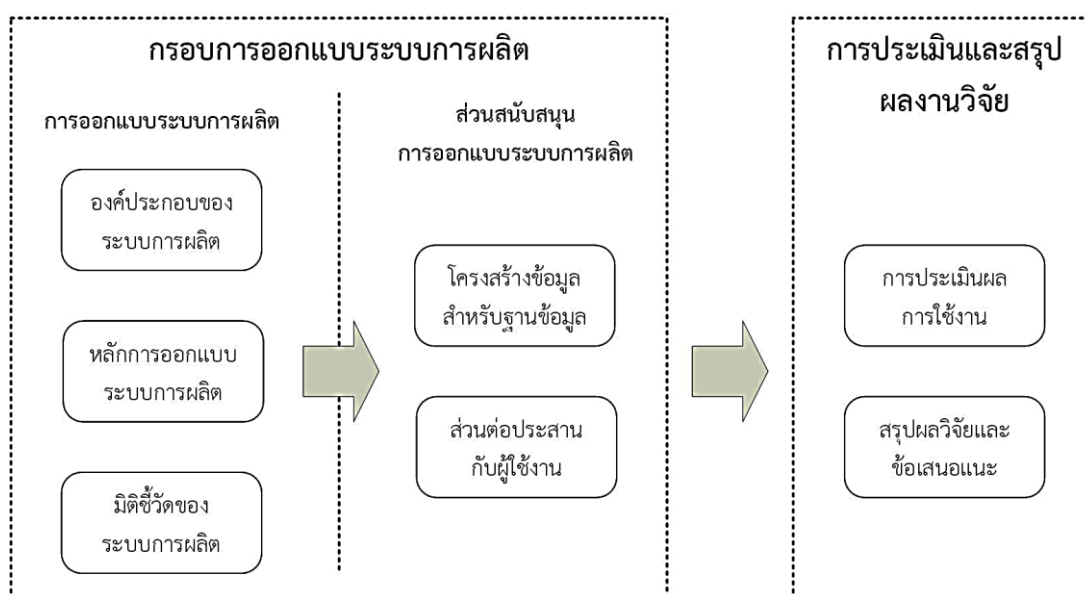 กรอบการออกแบบระบบการผลิต
การออกแบบระบบการผลิต
องค์ประกอบของ
ระบบการผลิต
หลักการออกแบบ
ระบบการผลิต
มิติชี้วัดของ
ระบบการผลิต
ส่วนสนับสนุน
การออกแบบระบบการผลิต
โครงสร้างข้อมูล
สำหรับฐานข้อมูล
ส่วนต่อประสาน
กับผู้ใช้งาน
การประเมินและสรุป
ผลงานวิจัย
การประเมินผล
การใช้งาน
สรุปผลวิจัยและ
ข้อเสนอแนะ